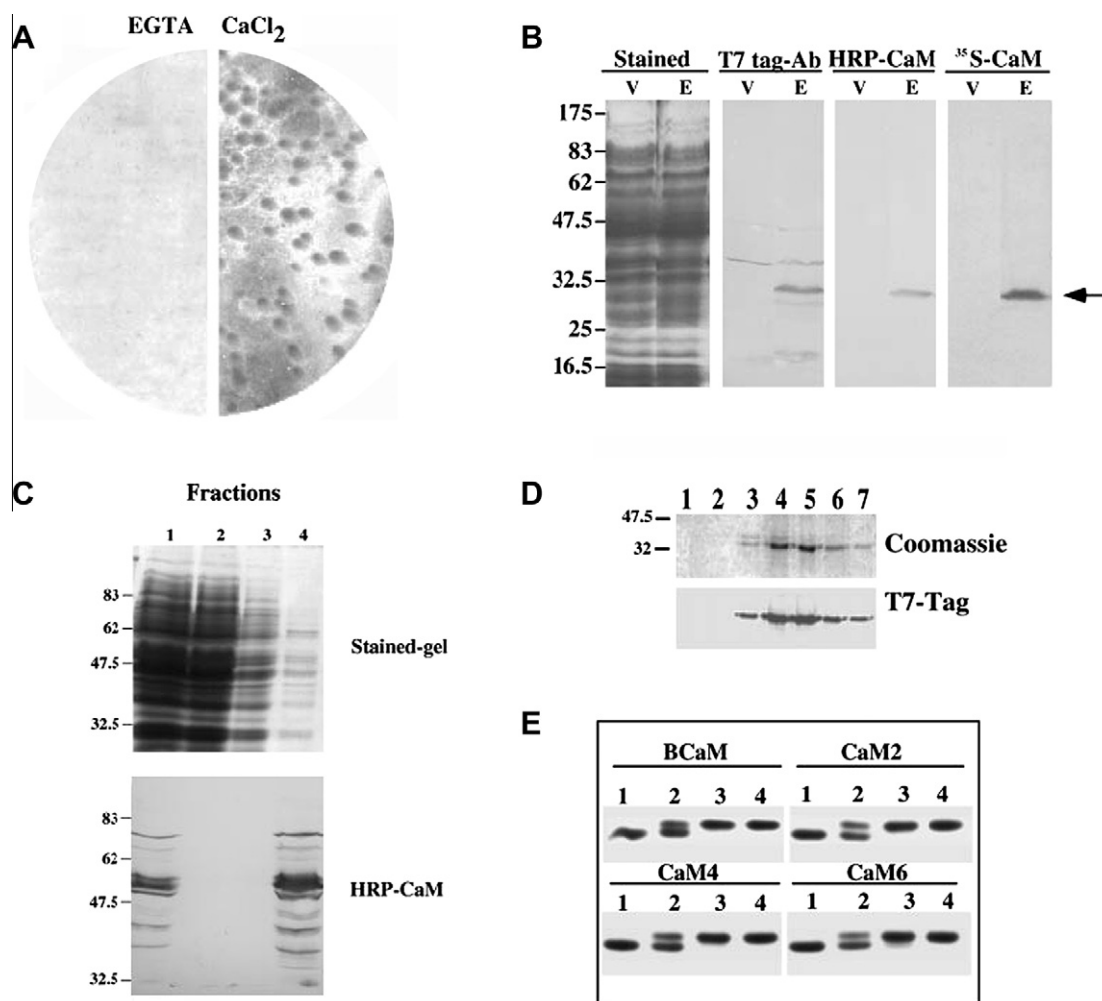 A
EGTA CaCl2
B
Stained T7 tag-Ab HRP-CaM 35S-CaM
V E V E V E V E
175
83
62
47.5
32.5
25
16.5
C
Fractions
1 2 3 4
83
62
47.5
32.5
Stained-gel
83
62
47.5
32.5
HRP-CaM
D
1 2 3 4 5 6 7
47.5
32
Coomassie
T7-Tag
E
BCaM CaM2
1 2 3 4 1 2 3 4
CaM4 CaM6
1 2 3 4 1 2 3 4